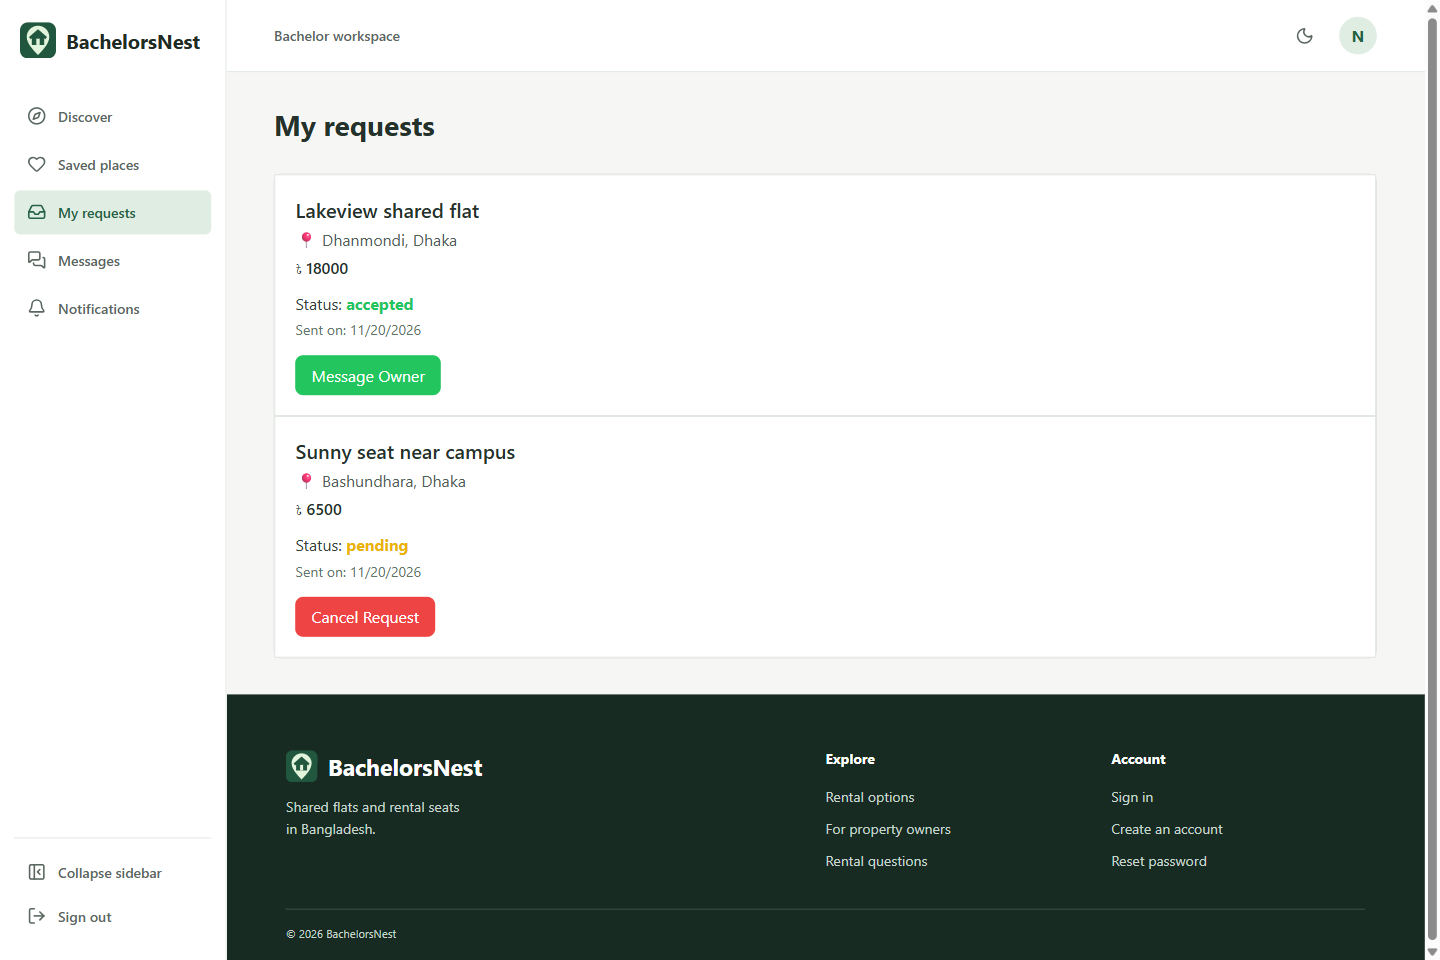 BachelorsNest
Bachelor workspace
N
Discover
Saved places
My requests
Messages
Notifications
Collapse sidebar
Sign out
My requests
Lakeview shared flat
📍 Dhanmondi, Dhaka
৳ 18000
Status: accepted
Sent on: 11/20/2026
Message Owner
Sunny seat near campus
📍 Bashundhara, Dhaka
৳ 6500
Status: pending
Sent on: 11/20/2026
Cancel Request
BachelorsNest
Shared flats and rental seats
in Bangladesh.
Explore
Rental options
For property owners
Rental questions
Account
Sign in
Create an account
Reset password
© 2026 BachelorsNest